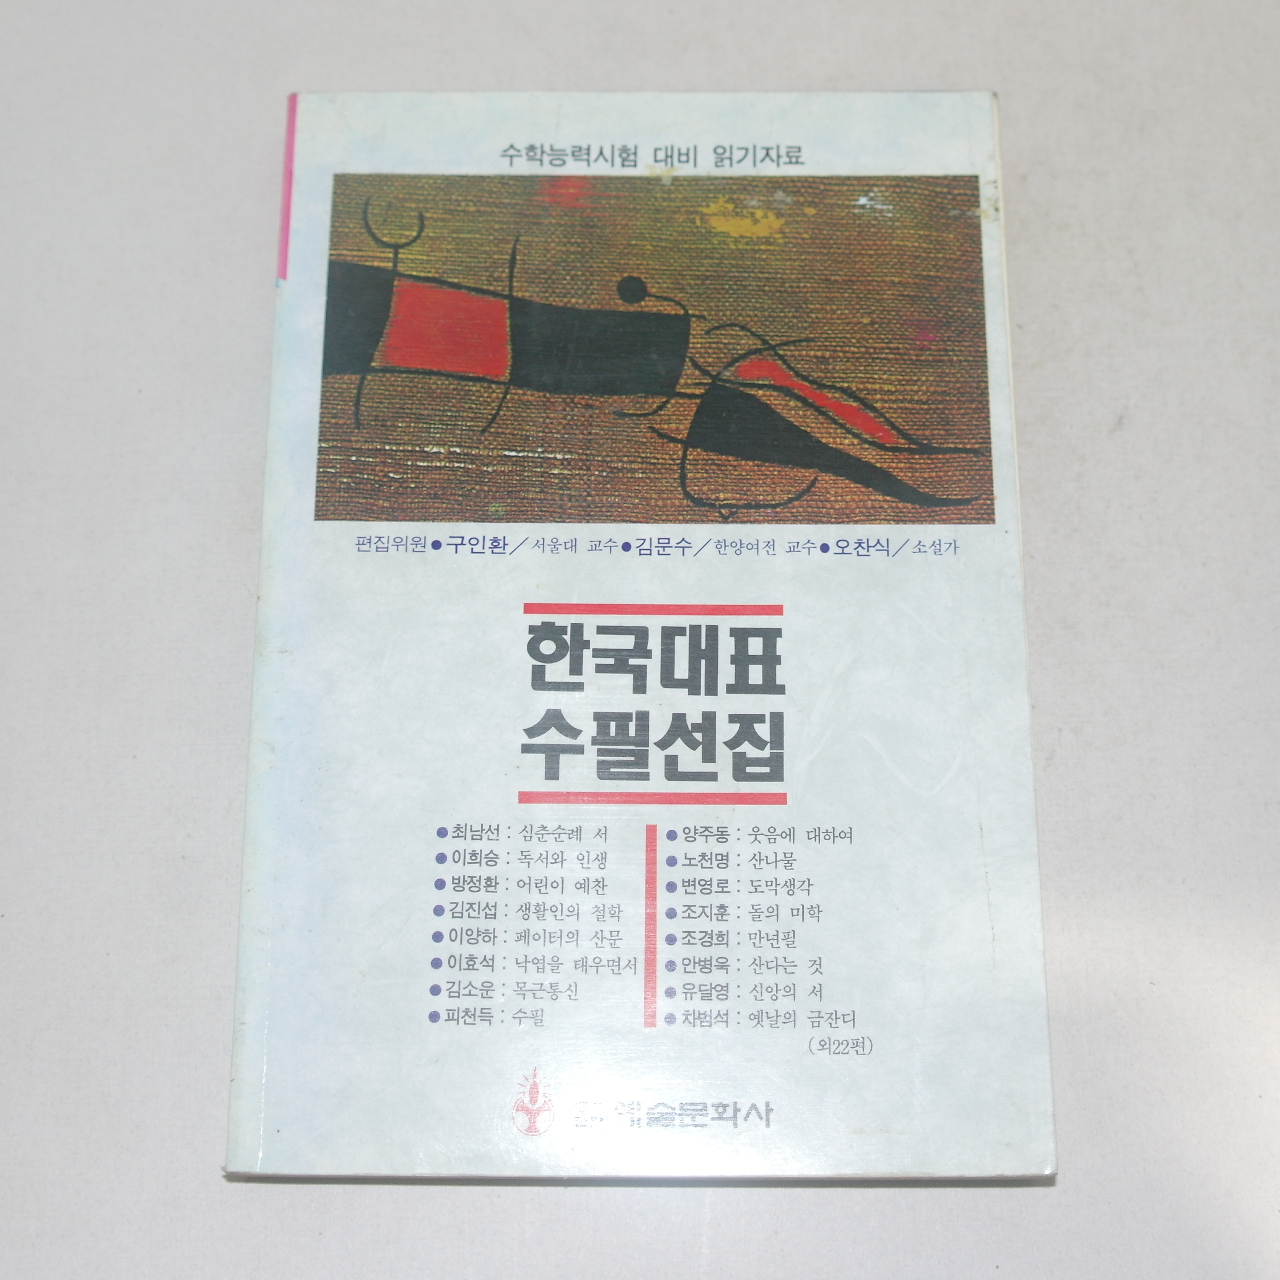 수학능력시험 대비 읽기자료
편집위원●구인환/서울대 교수●김문수/한양여전 교수●오찬식/소설가
한국대표
수필선집
●최남선 : 심춘순례 서
●이희승 : 독서와 인생
●방정환 : 어린이 예찬
●김진섭 : 생활인의 철학
●이양하 : 페이터의 산문
●이효석 : 낙엽을 태우면서
●김소운 : 목근통신
●피천득 : 수필
●양주동 : 웃음에 대하여
●노천명 : 산나물
●변영로 : 도막생각
●조지훈 : 돌의 미학
●조경희 : 만년필
●안병욱 : 산다는 것
●유달영 : 신앙의 서
●차범석 : 옛날의 금잔디
(외22편)
예술문화사